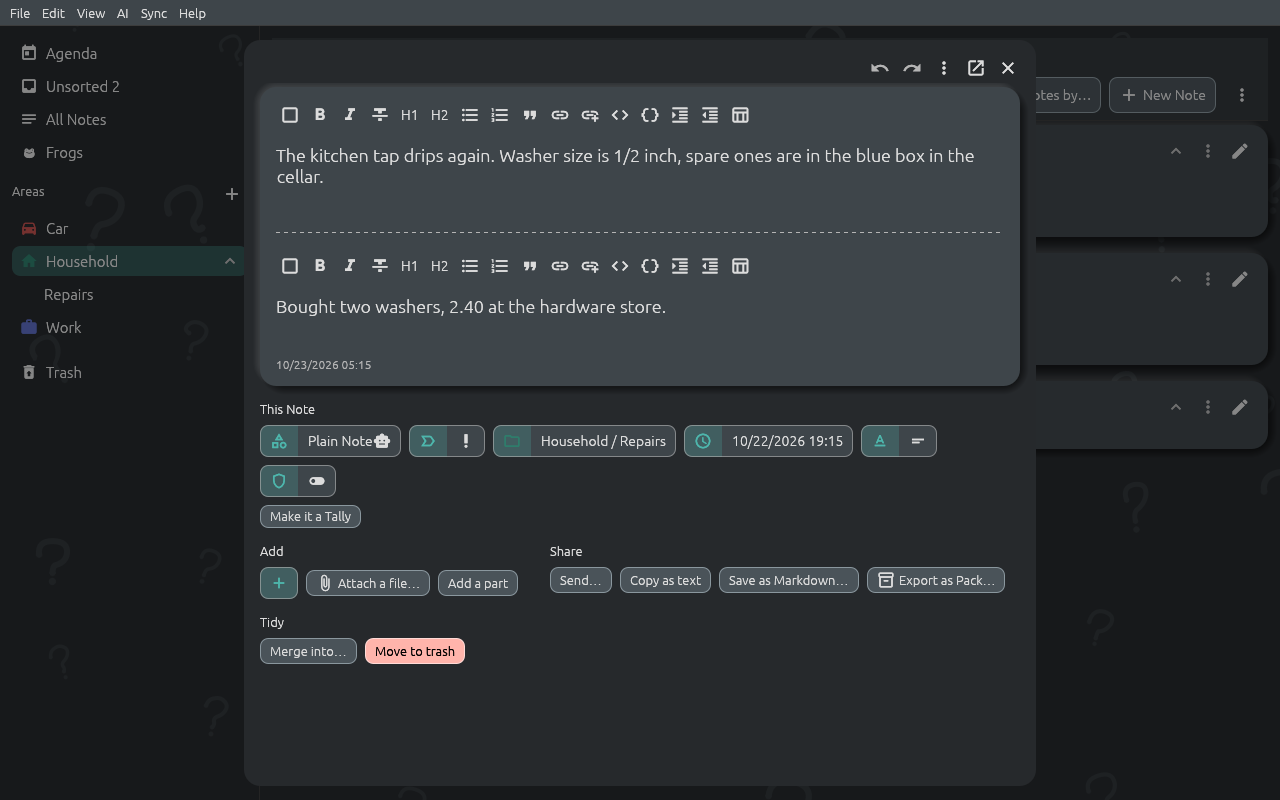 File Edit View AI Sync Help
Agenda
Unsorted 2
All Notes
Frogs
Areas
Car
Household
Repairs
Work
Trash
otes by...
New Note
H1 H2
The kitchen tap drips again. Washer size is 1/2 inch, spare ones are in the blue box in the
cellar.
H1 H2
Bought two washers, 2.40 at the hardware store.
10/23/2026 05:15
This Note
Plain Note
Household / Repairs
10/22/2026 19:15
Make it a Tally
Add
Attach a file...
Add a part
Share
Send...
Copy as text
Save as Markdown...
Export as Pack...
Tidy
Merge into...
Move to trash